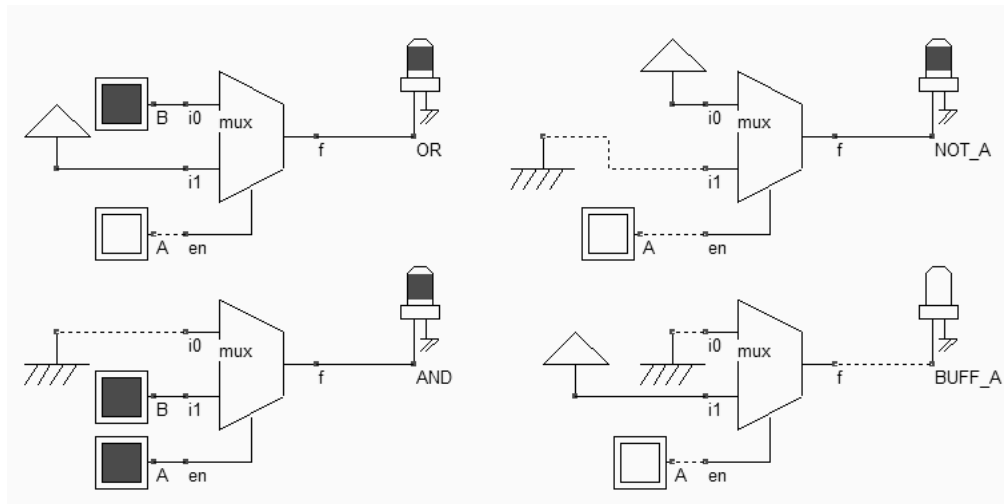 B i0 mux
f OR
i1
A en
i0 mux
f NOT_A
i1
A en
i0 mux
f AND
B i1
A en
i0 mux
f BUFF_A
i1
A en